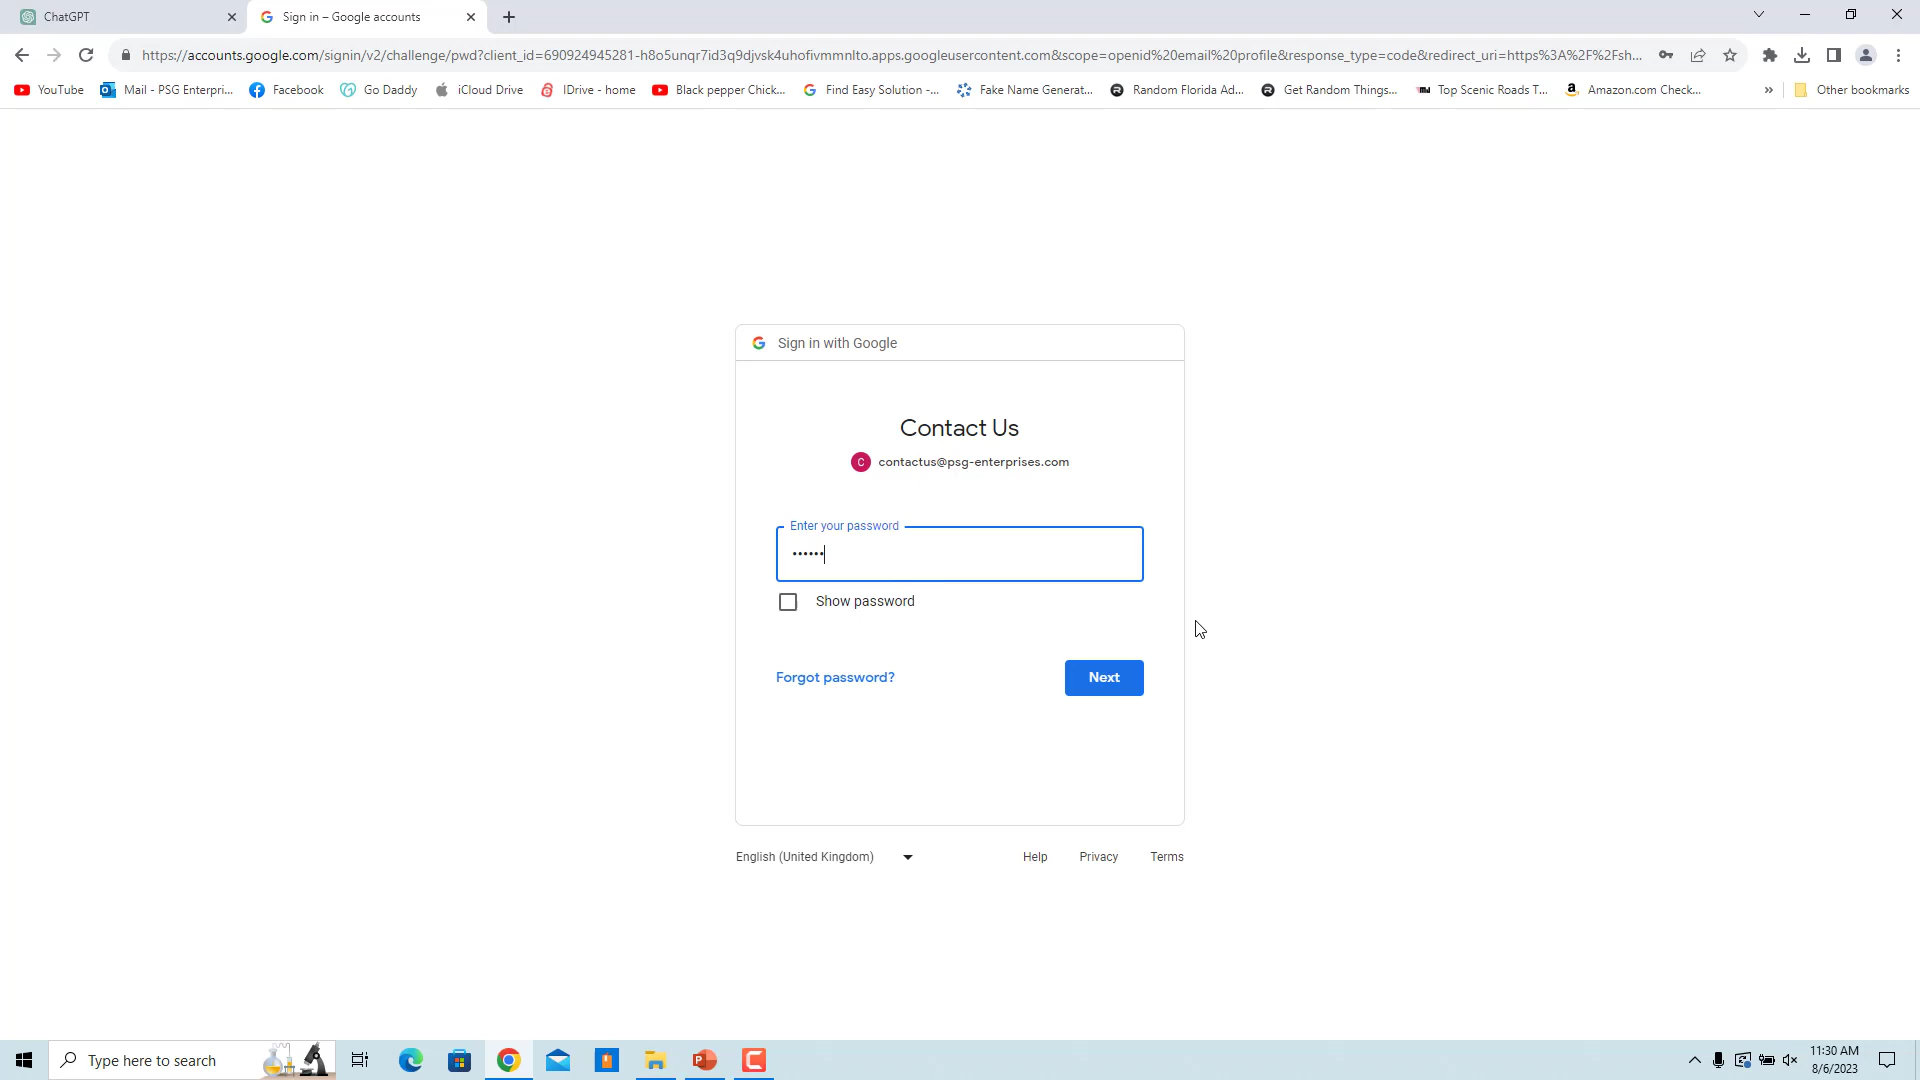 ChatGPT
Sign in – Google accounts
https://accounts.google.com/signin/v2/challenge/pwd?client_id=690924945281-h8o5unqr7id3q9djvsk4uhofivmmnlto.apps.googleusercontent.com&scope=openid%20email%20profile&response_type=code&redirect_uri=https%3A%2F%2Fsh...
YouTube
Mail - PSG Enterpri...
Facebook
Go Daddy
iCloud Drive
IDrive - home
Black pepper Chick...
Find Easy Solution -...
Fake Name Generat...
Random Florida Ad...
Get Random Things...
Top Scenic Roads T...
Amazon.com Check...
»
Other bookmarks
Sign in with Google
Contact Us
C contactus@psg-enterprises.com
Enter your password
••••••
Show password
Forgot password?
Next
English (United Kingdom)
Help
Privacy
Terms
Type here to search
11:30 AM
8/6/2023